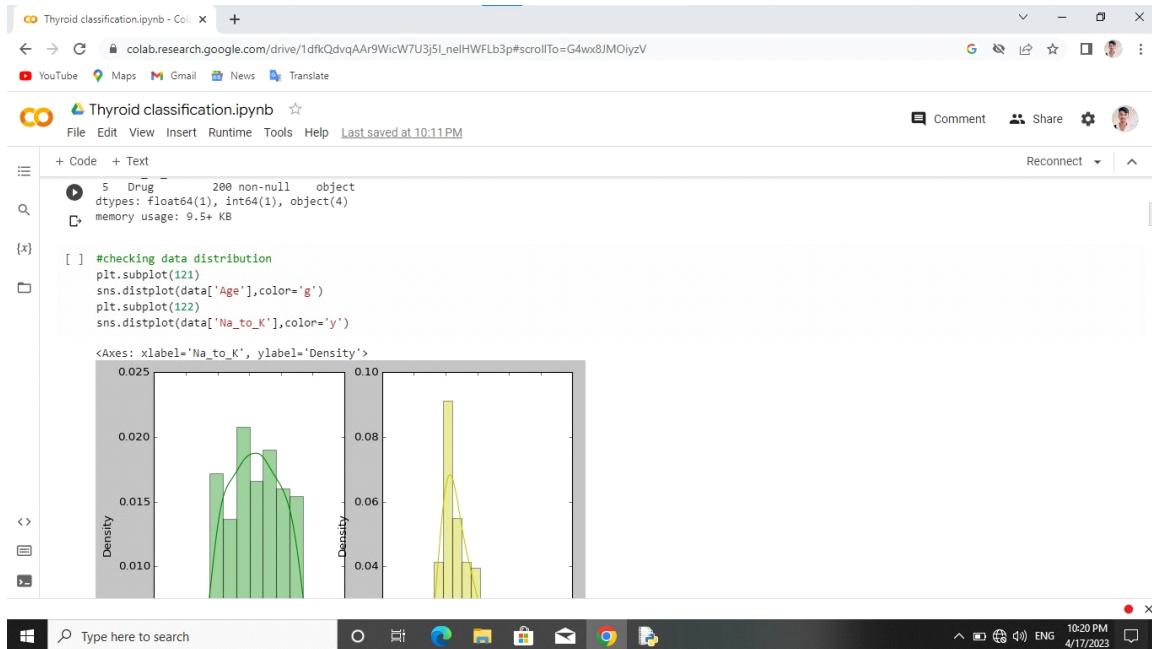 Thyroid classification.ipynb - Col
colab.research.google.com/drive/1dfkQdvqAAr9WicW7U3j5I_nelHWFLb3p#scrollTo=G4wx8JMOiyzV
YouTube Maps Gmail News Translate
Thyroid classification.ipynb
File Edit View Insert Runtime Tools Help Last saved at 10:11 PM
Comment Share
+ Code + Text
Reconnect
5 Drug 200 non-null object
dtypes: float64(1), int64(1), object(4)
memory usage: 9.5+ KB
{x}
[ ] #checking data distribution
plt.subplot(121)
sns.distplot(data['Age'],color='g')
plt.subplot(122)
sns.distplot(data['Na_to_K'],color='y')
<Axes: xlabel='Na_to_K', ylabel='Density'>
0.025 0.10
0.020 0.08
0.015 0.06
Density Density
0.010 0.04
Type here to search
ENG
10:20 PM
4/17/2023